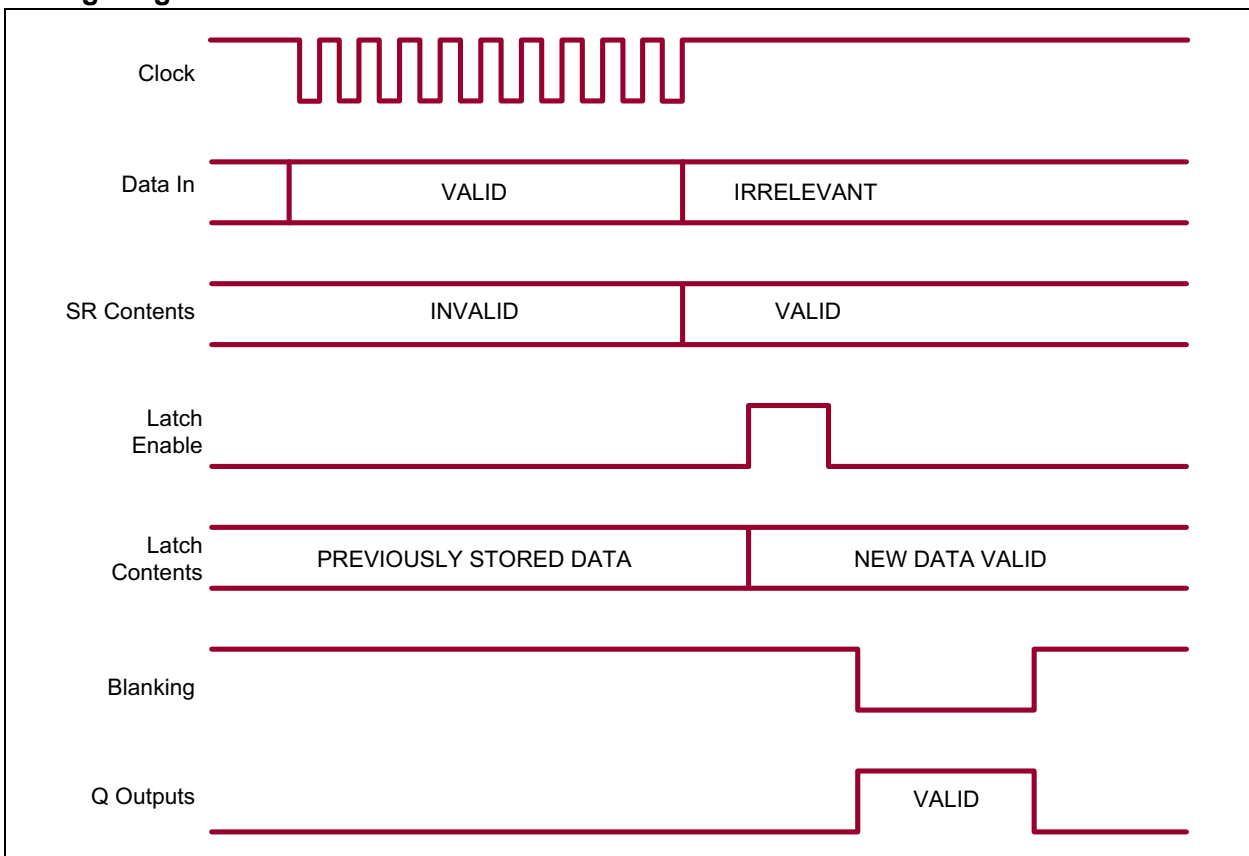 Clock
Data In
VALID
IRRELEVANT
SR Contents
INVALID
VALID
Latch
Enable
Latch
Contents
PREVIOUSLY STORED DATA
NEW DATA VALID
Blanking
Q Outputs
VALID